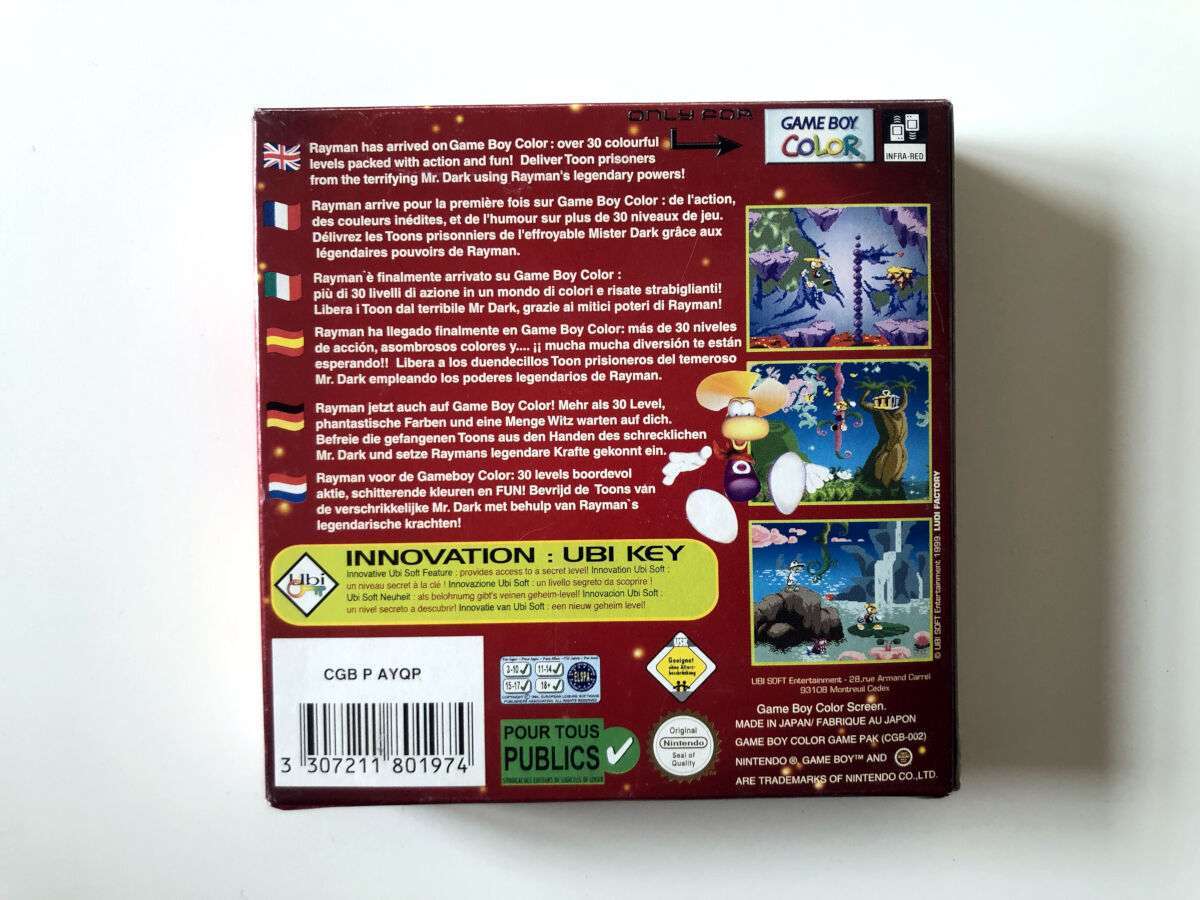 ONLY FOR
GAME BOY
COLOR
INFRA-RED
Rayman has arrived on Game Boy Color : over 30 colourful
levels packed with action and fun! Deliver Toon prisoners
from the terrifying Mr. Dark using Rayman's legendary powers!
Rayman arrive pour la première fois sur Game Boy Color : de l'action,
des couleurs inédites, et de l'humour sur plus de 30 niveaux de jeu.
Délivrez les Toons prisonniers de l'effroyable Mister Dark grâce aux
légendaires pouvoirs de Rayman.
Rayman`è finalmente arrivato su Game Boy Color :
più di 30 livelli di azione in un mondo di colori e risate strabiglianti!
Libera i Toon dal terribile Mr Dark, grazie ai mitici poteri di Rayman!
Rayman ha llegado finalmente en Game Boy Color: más de 30 niveles
de acción, asombrosos colores y.... ¡¡ mucha mucha diversión te están
esperando!! Libera a los duendecillos Toon prisioneros del temeroso
Mr. Dark empleando los poderes legendarios de Rayman.
Rayman jetzt auch auf Game Boy Color! Mehr als 30 Level,
phantastische Farben und eine Menge Witz warten auf dich.
Befreie die gefangenen Toons aus den Handen des schrecklichen
Mr. Dark und setze Raymans legendare Krafte gekonnt ein.
Rayman voor de Gameboy Color: 30 levels boordevol
aktie, schitterende kleuren en FUN! Bevrijd de Toons van
de verschrikkelijke Mr. Dark met behulp van Rayman`s
legendarische krachten!
© UBI SOFT Entertainment 1999. LUDI FACTORY
Ubi
INNOVATION : UBI KEY
Innovative Ubi Soft Feature : provides access to a secret level! Innovation Ubi Soft :
un niveau secret à la clé ! Innovazione Ubi Soft : un livello segreto da scoprire !
Ubi Soft Neuheit : als belohnumg gibt's veinen geheim-level! Innovacion Ubi Soft :
un nivel secreto a descubrir! Innovatie van Ubi Soft : een nieuw geheim level!
CGB P AYQP
3 307211 801974
3-10 11-14
15-17 18+
ELSPA
POUR TOUS
PUBLICS
SYNDICAT DES EDITEURS DE LOGICIELS DE LOISIRS
Geeignet
ohne Alters-
beschränkung
Original
Nintendo
Seal of
Quality
UBI SOFT Entertainment - 28,rue Armand Carrel
93108 Montreuil Cedex
Game Boy Color Screen.
MADE IN JAPAN/ FABRIQUE AU JAPON
GAME BOY COLOR GAME PAK (CGB-002)
NINTENDO ®, GAME BOY™ AND
ARE TRADEMARKS OF NINTENDO CO.,LTD.